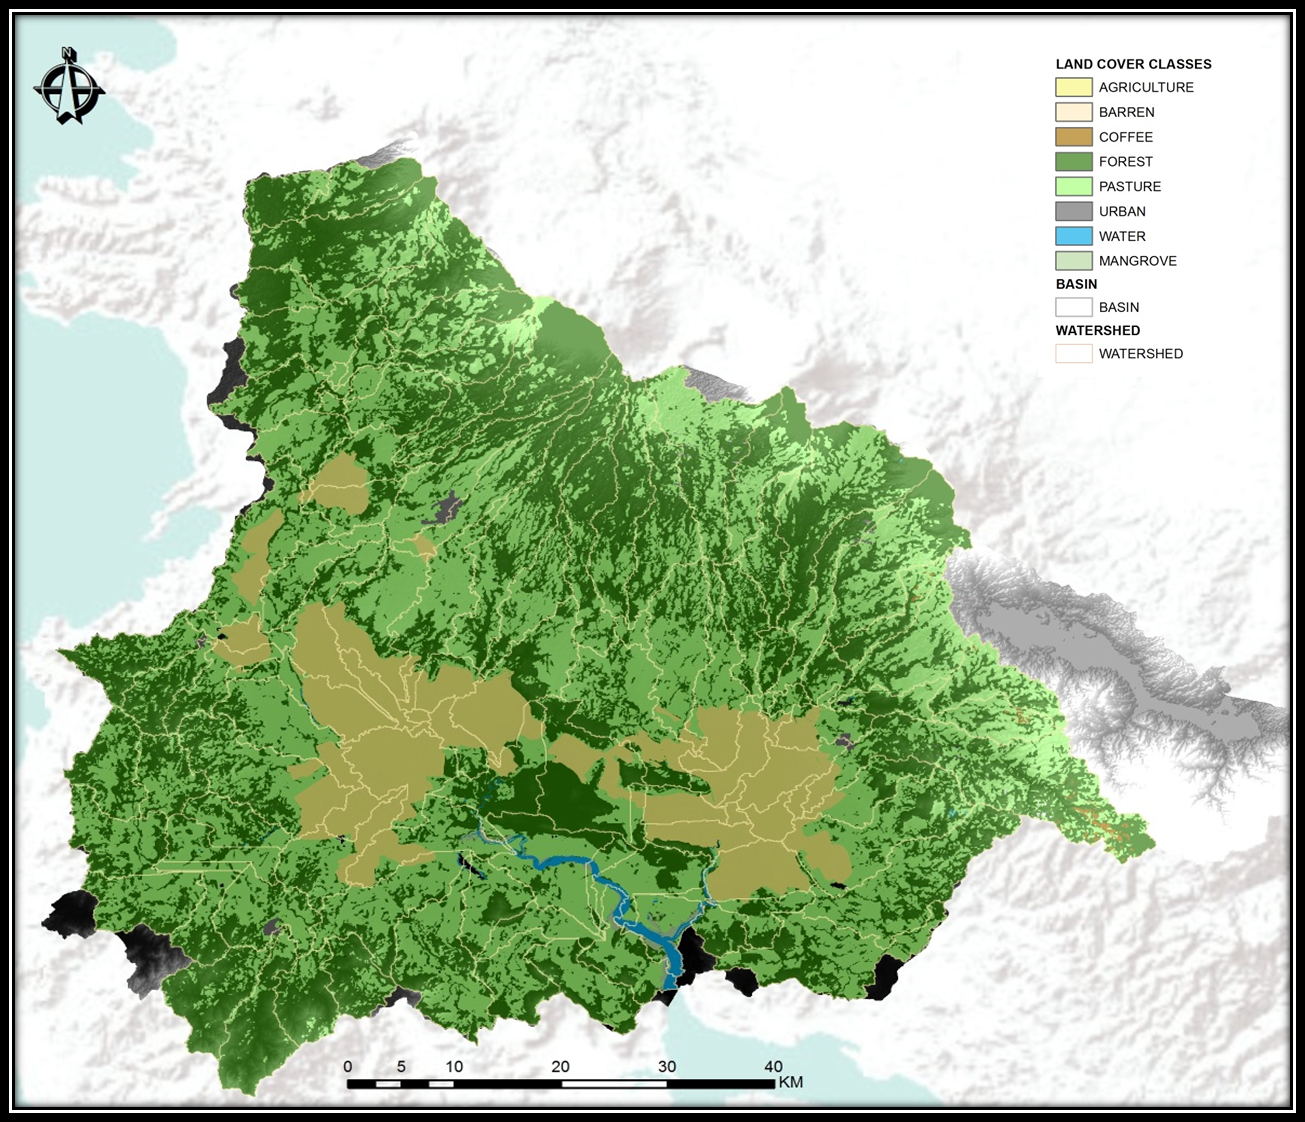 N
LAND COVER CLASSES
AGRICULTURE
BARREN
COFFEE
FOREST
PASTURE
URBAN
WATER
MANGROVE
BASIN
BASIN
WATERSHED
WATERSHED
0 5 10 20 30 40
KM